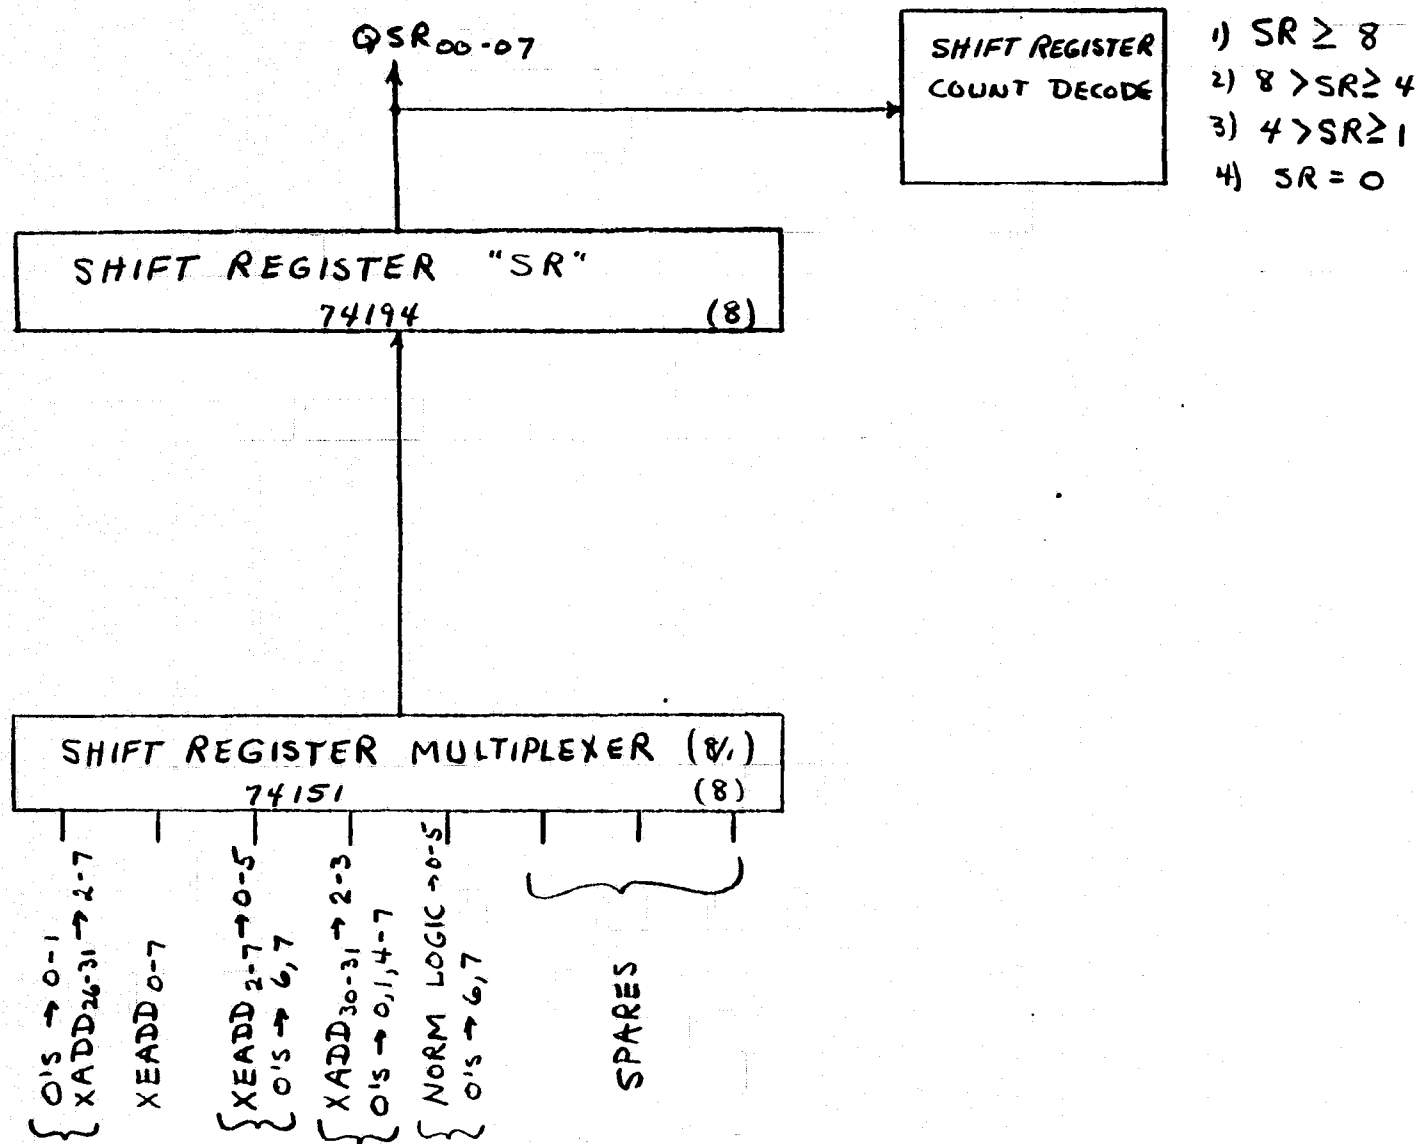 QSR00-07
SHIFT REGISTER
COUNT DECODE
1) SR ≥ 8
2) 8 > SR ≥ 4
3) 4 > SR ≥ 1
4) SR = 0
SHIFT REGISTER "SR"
74194 (8)
SHIFT REGISTER MULTIPLEXER (8/1)
74151 (8)
0'S → 0-1
XADD26-31 → 2-7
XEADD0-7
XEADD2-7 → 0-5
0'S → 6,7
XADD30-31 → 2-3
0'S → 0,1,4-7
NORM LOGIC → 0-5
0'S → 6,7
SPARES